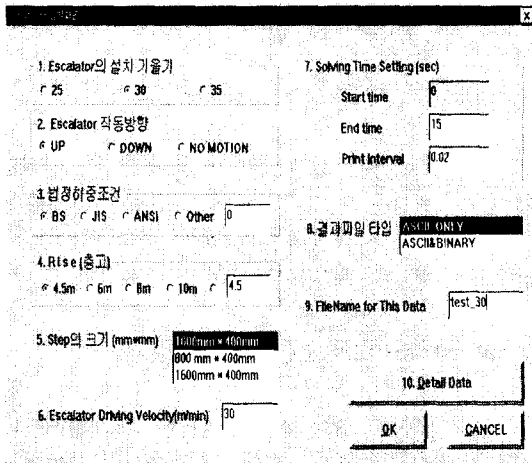 1. Escalator의 설치 기울기
25 30 35
2. Escalator 작동방향
UP DOWN NO MOTION
3. 법정하중조건
BS JIS ANSI Other 0
4. Rise(층고)
4.5m 6m 8m 10m 4.5
5. Step의 크기 (mm*mm)
1000mm * 400mm
800 mm * 400mm
1600mm * 400mm
6. Escalator Driving Velocity(m/min) 30
7. Solving Time Setting (sec)
Start time 0
End time 15
Print Interval 0.02
8. 결과파일 타입 ASCII ONLY
ASCII&BINARY
9. FileName for This Data test_30
10. Detail Data
OK CANCEL